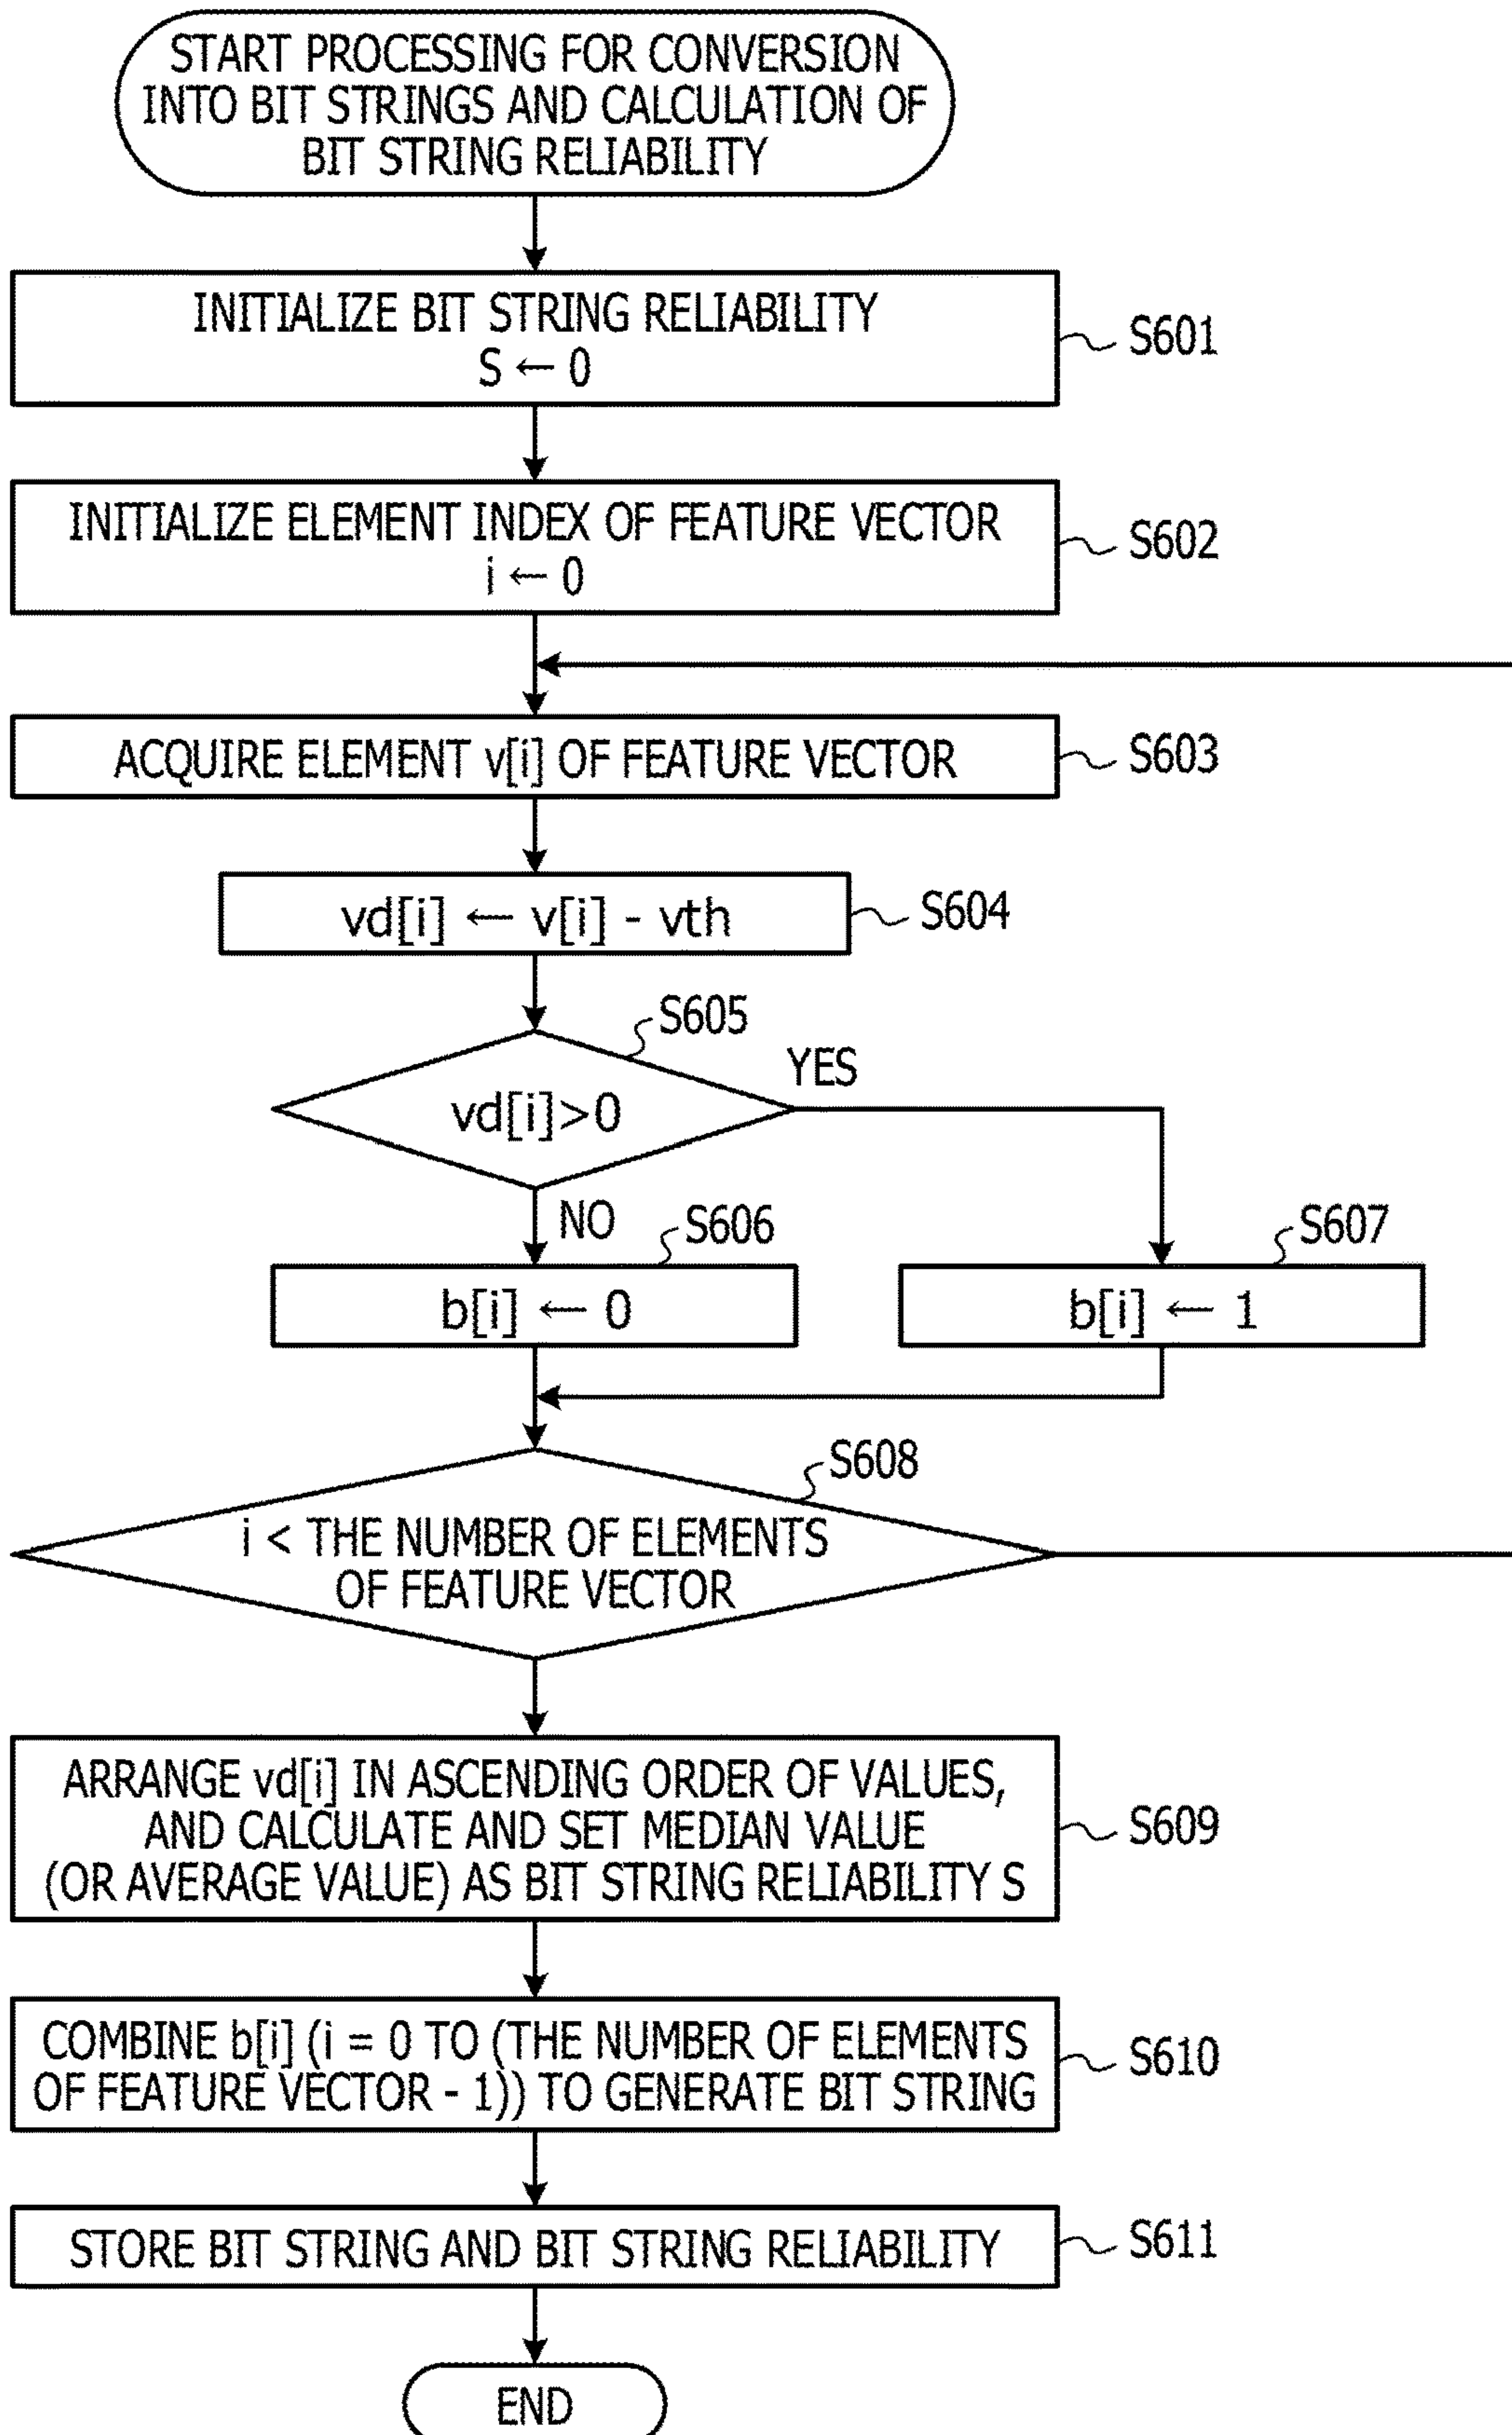 START PROCESSING FOR CONVERSION
INTO BIT STRINGS AND CALCULATION OF
BIT STRING RELIABILITY
INITIALIZE BIT STRING RELIABILITY
S ← 0
S601
INITIALIZE ELEMENT INDEX OF FEATURE VECTOR
i ← 0
S602
ACQUIRE ELEMENT v[i] OF FEATURE VECTOR
S603
vd[i] ← v[i] - vth
S604
S605
YES
vd[i]>0
NO
S606
S607
b[i] ← 0
b[i] ← 1
S608
i < THE NUMBER OF ELEMENTS
OF FEATURE VECTOR
ARRANGE vd[i] IN ASCENDING ORDER OF VALUES,
AND CALCULATE AND SET MEDIAN VALUE
(OR AVERAGE VALUE) AS BIT STRING RELIABILITY S
S609
COMBINE b[i] (i = 0 TO (THE NUMBER OF ELEMENTS
OF FEATURE VECTOR - 1)) TO GENERATE BIT STRING
S610
STORE BIT STRING AND BIT STRING RELIABILITY
S611
END